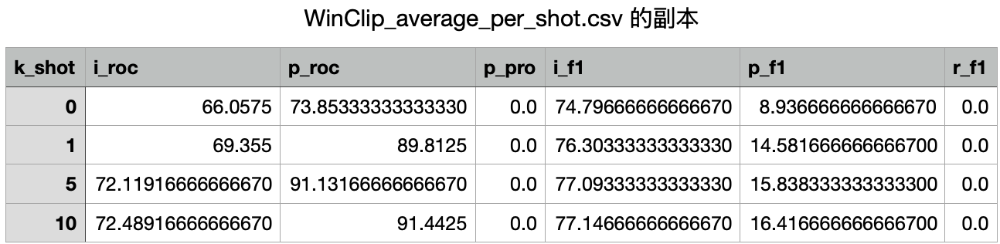 WinClip_average_per_shot.csv 的副本
k_shot i_roc p_roc p_pro i_f1 p_f1 r_f1
0 66.0575 73.85333333333330 0.0 74.79666666666670 8.936666666666670 0.0
1 69.355 89.8125 0.0 76.30333333333330 14.581666666666700 0.0
5 72.11916666666670 91.13166666666670 0.0 77.09333333333330 15.838333333333300 0.0
10 72.48916666666670 91.4425 0.0 77.14666666666670 16.416666666666700 0.0